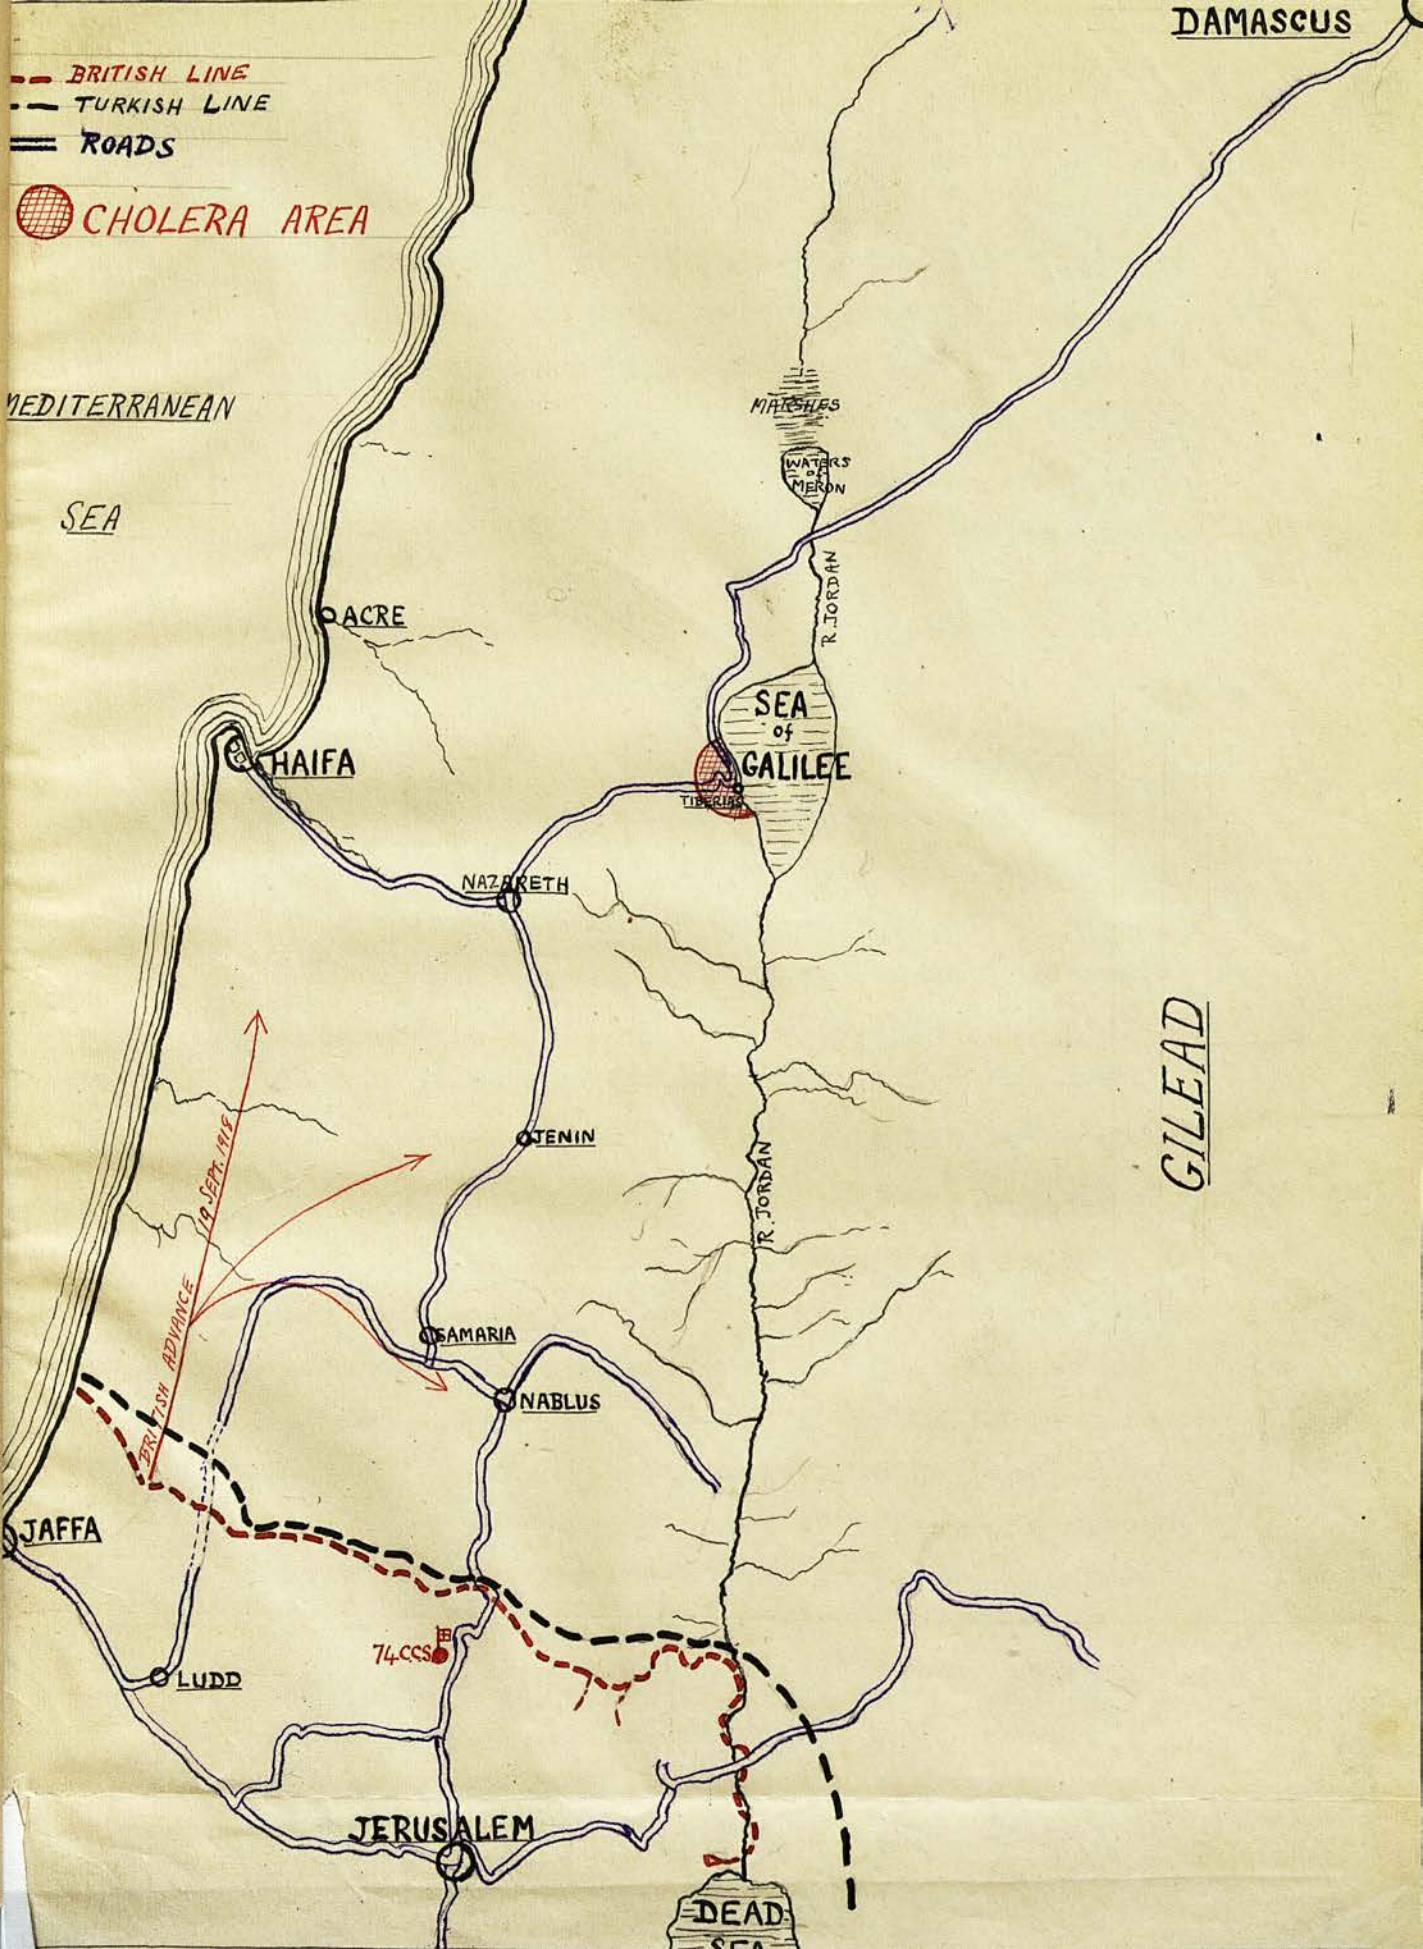 DAMASCUS
BRITISH LINE
TURKISH LINE
ROADS
CHOLERA AREA
MEDITERRANEAN
SEA
MARSHES
WATERS
of
MERON
R. JORDAN
ACRE
SEA
of
GALILEE
TIBERIAS
HAIFA
NAZARETH
GILEAD
JENIN
R. JORDAN
BRITISH ADVANCE 19 SEPT. 1918
SAMARIA
NABLUS
JAFFA
74 CCS
LUDD
JERUSALEM
DEAD
SEA